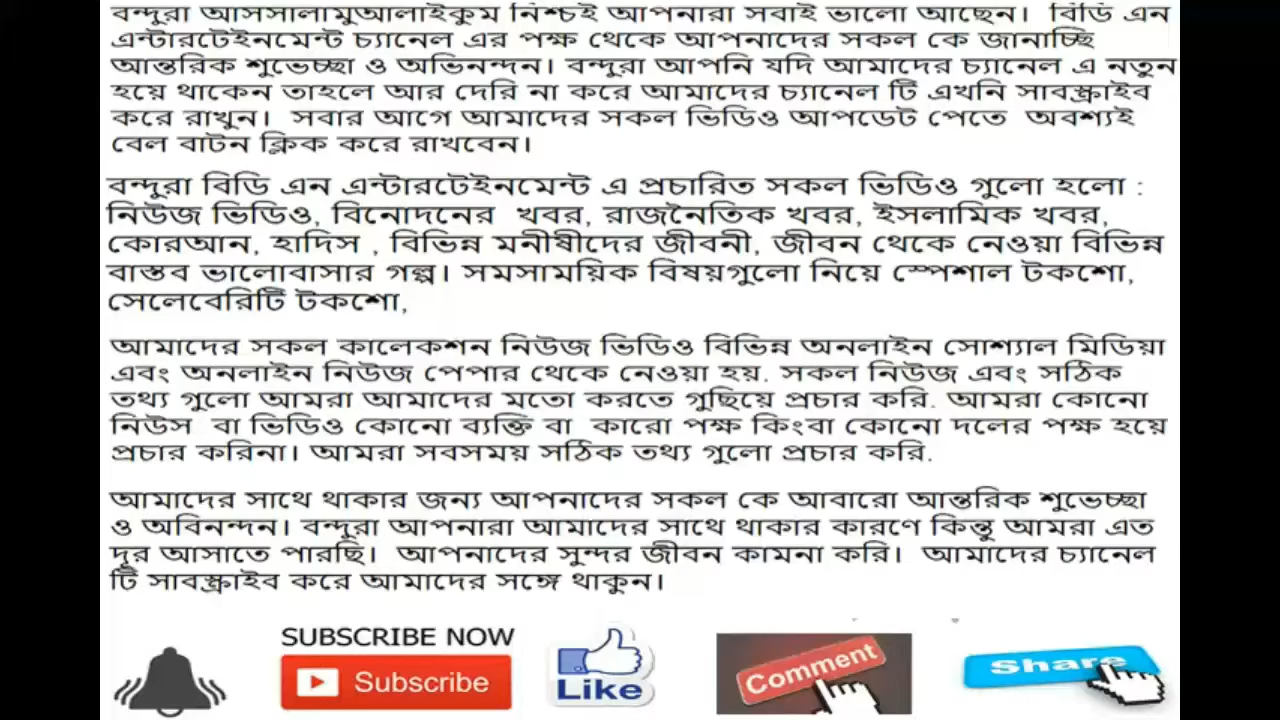 বন্দুরা আসসালামুআলাইকুম নিশ্চই আপনারা সবাই ভালো আছেন। বিডি এন
এন্টারটেইনমেন্ট চ্যানেল এর পক্ষ থেকে আপনাদের সকল কে জানাচ্ছি
আন্তরিক শুভেচ্ছা ও অভিনন্দন। বন্দুরা আপনি যদি আমাদের চ্যানেল এ নতুন
হয়ে থাকেন তাহলে আর দেরি না করে আমাদের চ্যানেল টি এখনি সাবস্ক্রাইব
করে রাখুন। সবার আগে আমাদের সকল ভিডিও আপডেট পেতে অবশ্যই
বেল বাটন ক্লিক করে রাখবেন।
বন্দুরা বিডি এন এন্টারটেইনমেন্ট এ প্রচারিত সকল ভিডিও গুলো হলো :
নিউজ ভিডিও, বিনোদনের খবর, রাজনৈতিক খবর, ইসলামিক খবর,
কোরআন, হাদিস , বিভিন্ন মনীষীদের জীবনী, জীবন থেকে নেওয়া বিভিন্ন
বাস্তব ভালোবাসার গল্প। সমসাময়িক বিষয়গুলো নিয়ে স্পেশাল টকশো,
সেলেবেরিটি টকশো,
আমাদের সকল কালেকশন নিউজ ভিডিও বিভিন্ন অনলাইন সোশ্যাল মিডিয়া
এবং অনলাইন নিউজ পেপার থেকে নেওয়া হয়. সকল নিউজ এবং সঠিক
তথ্য গুলো আমরা আমাদের মতো করতে গুছিয়ে প্রচার করি. আমরা কোনো
নিউস বা ভিডিও কোনো ব্যক্তি বা কারো পক্ষ কিংবা কোনো দলের পক্ষ হয়ে
প্রচার করিনা। আমরা সবসময় সঠিক তথ্য গুলো প্রচার করি.
আমাদের সাথে থাকার জন্য আপনাদের সকল কে আবারো আন্তরিক শুভেচ্ছা
ও অবিনন্দন। বন্দুরা আপনারা আমাদের সাথে থাকার কারণে কিন্তু আমরা এত
দূর আসাতে পারছি। আপনাদের সুন্দর জীবন কামনা করি। আমাদের চ্যানেল
টি সাবস্ক্রাইব করে আমাদের সঙ্গে থাকুন।
SUBSCRIBE NOW
Subscribe
Like
Comment
Share